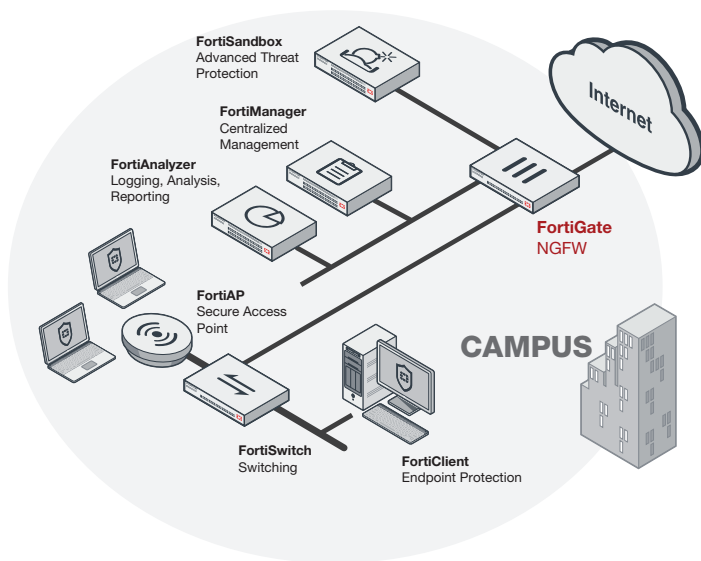 FortiSandbox
Advanced Threat
Protection
FortiManager
Centralized
Management
FortiAnalyzer
Logging, Analysis,
Reporting
Internet
FortiGate
NGFW
FortiAP
Secure Access
Point
CAMPUS
FortiSwitch
Switching
FortiClient
Endpoint Protection